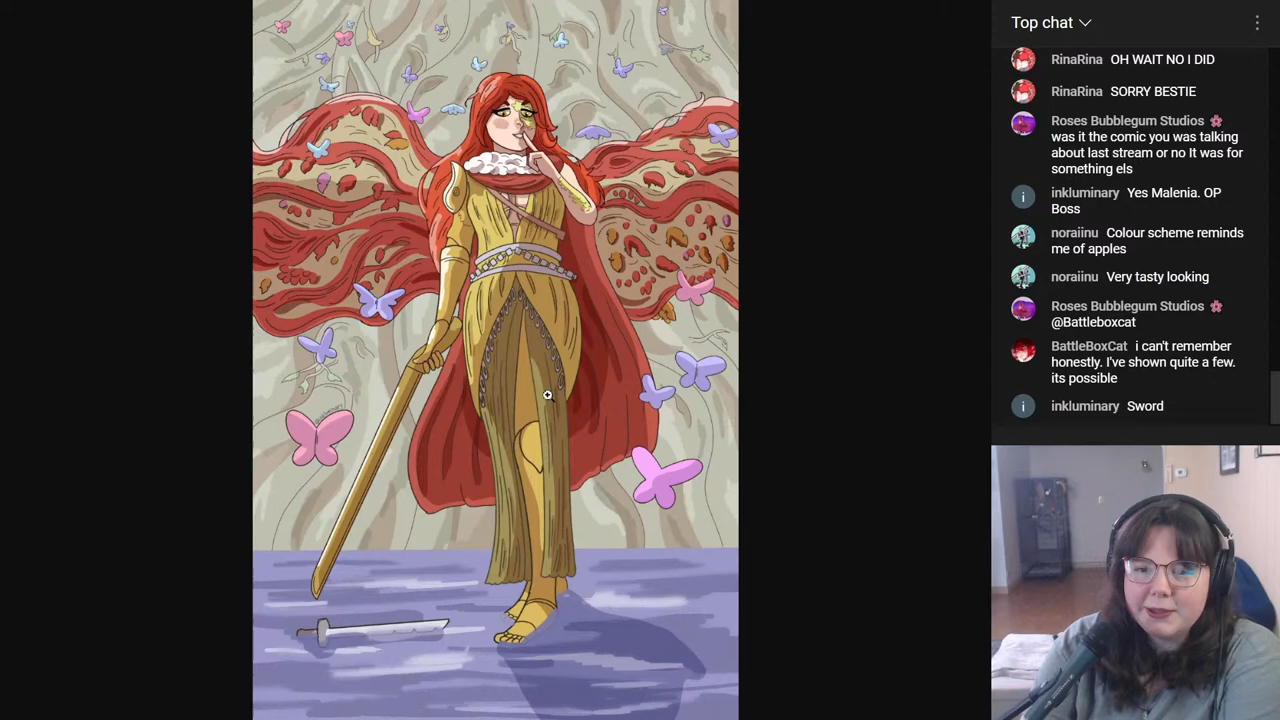 Top chat
RinaRina OH WAIT NO I DID
RinaRina SORRY BESTIE
Roses Bubblegum Studios
was it the comic you was talking
about last stream or no It was for
something els
inkluminary Yes Malenia. OP
Boss
noraiinu Colour scheme reminds
me of apples
noraiinu Very tasty looking
Roses Bubblegum Studios
@Battleboxcat
BattleBoxCat i can't remember
honestly. I've shown quite a few.
its possible
inkluminary Sword